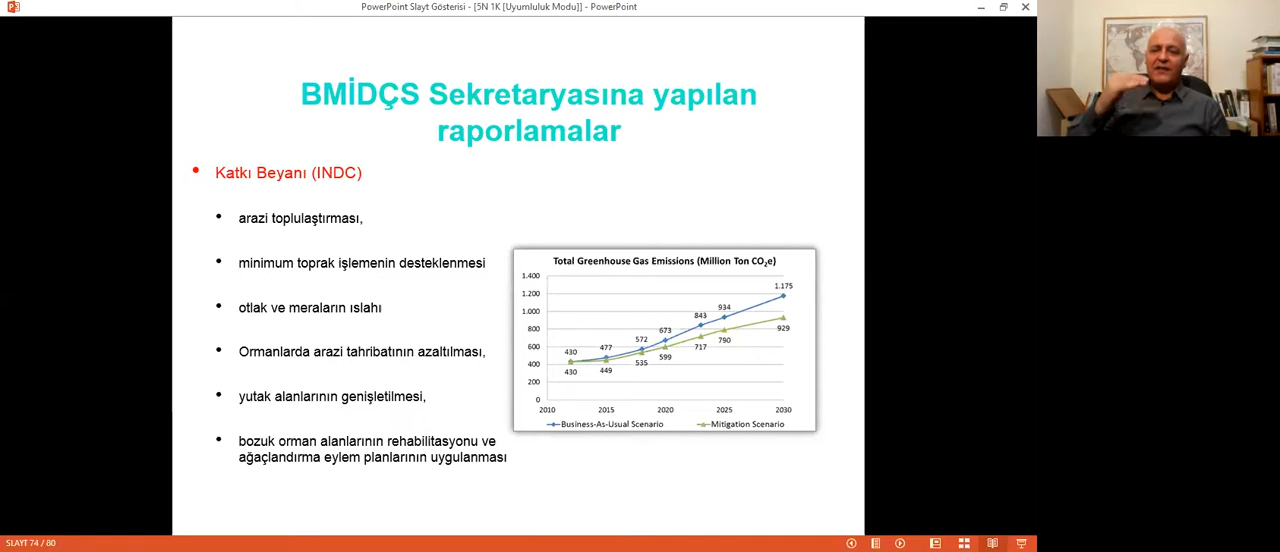 PowerPoint Slayt Gösterisi - [5N 1K [Uyumluluk Modu]] - PowerPoint
BMİDÇS Sekretaryasına yapılan
raporlamalar
• Katkı Beyanı (INDC)
• arazi toplulaştırması,
• minimum toprak işlemenin desteklenmesi
• otlak ve meraların ıslahı
• Ormanlarda arazi tahribatının azaltılması,
• yutak alanlarının genişletilmesi,
• bozuk orman alanlarının rehabilitasyonu ve
ağaçlandırma eylem planlarının uygulanması
Total Greenhouse Gas Emissions (Million Ton CO₂e)
1.400
1.200
1.000
800
600
400
200
0
430 477 572 673 843 934 1.175
430 449 535 599 717 790 929
2010 2015 2020 2025 2030
Business-As-Usual Scenario Mitigation Scenario
SLAYT 74 / 80